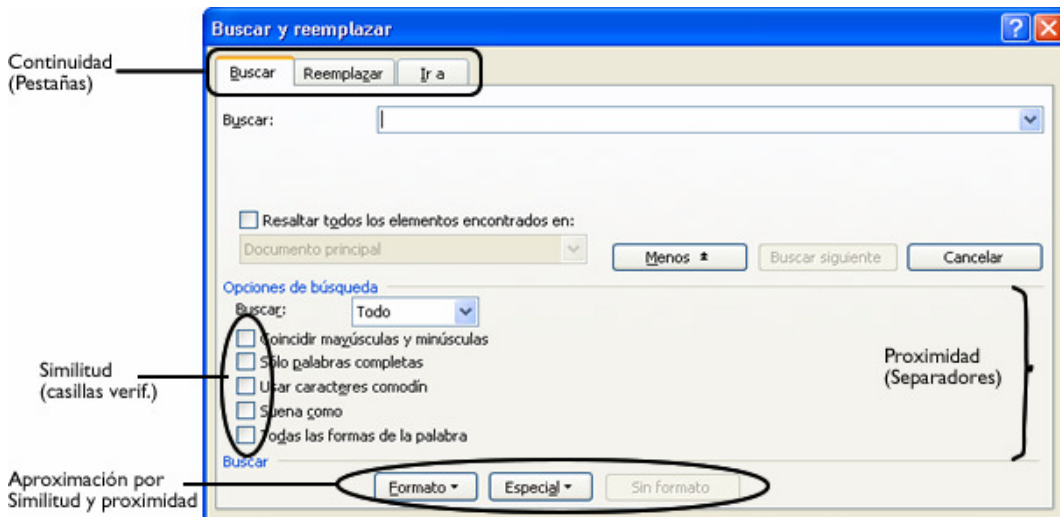 Buscar y reemplazar
Continuidad
(Pestañas)
Buscar Reemplazar Ir a
Buscar:
Resaltar todos los elementos encontrados en:
Documento principal
Menos Buscar siguiente Cancelar
Opciones de búsqueda
Buscar: Todo
Coincidir mayúsculas y minúsculas
Sólo palabras completas
Usar caracteres comodín
Suena como
Todas las formas de la palabra
Similitud
(casillas verif.)
Proximidad
(Separadores)
Buscar
Aproximación por
Similitud y proximidad
Formato Especial Sin formato